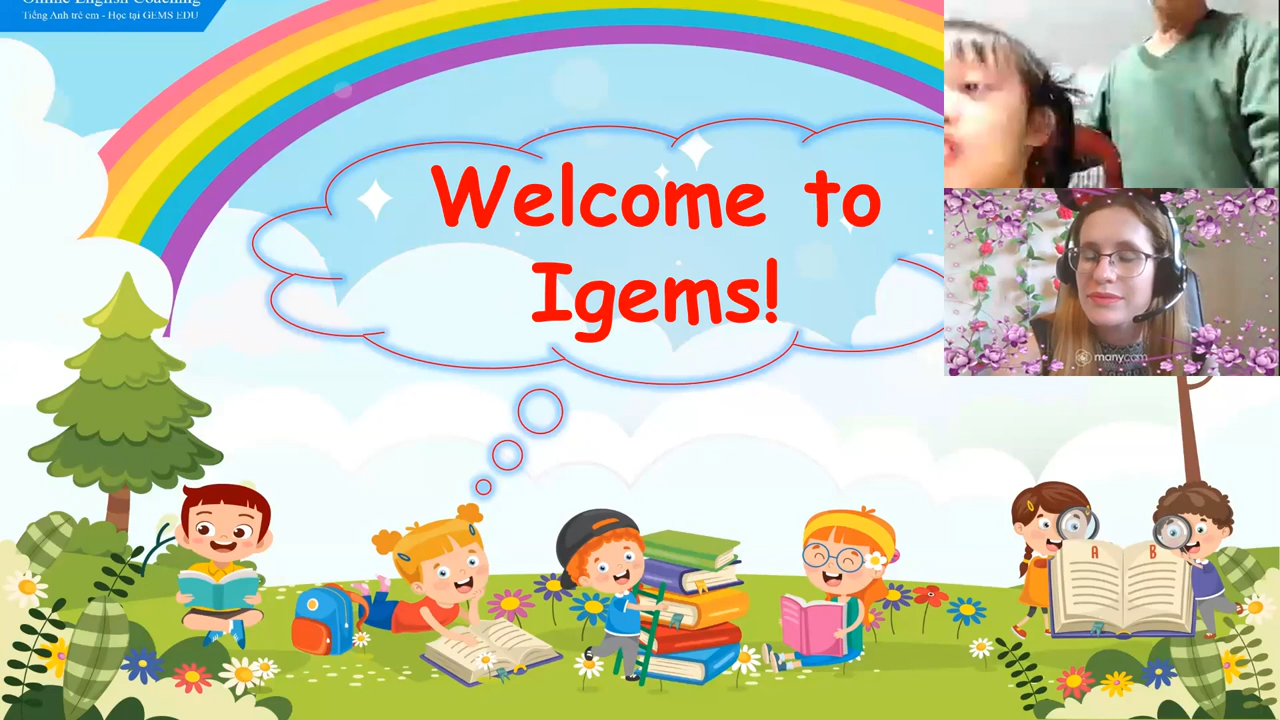 Online English Coaching
Tiếng Anh trẻ em - Học tại GEMS EDU
Welcome to
Igems!
manycam
A B